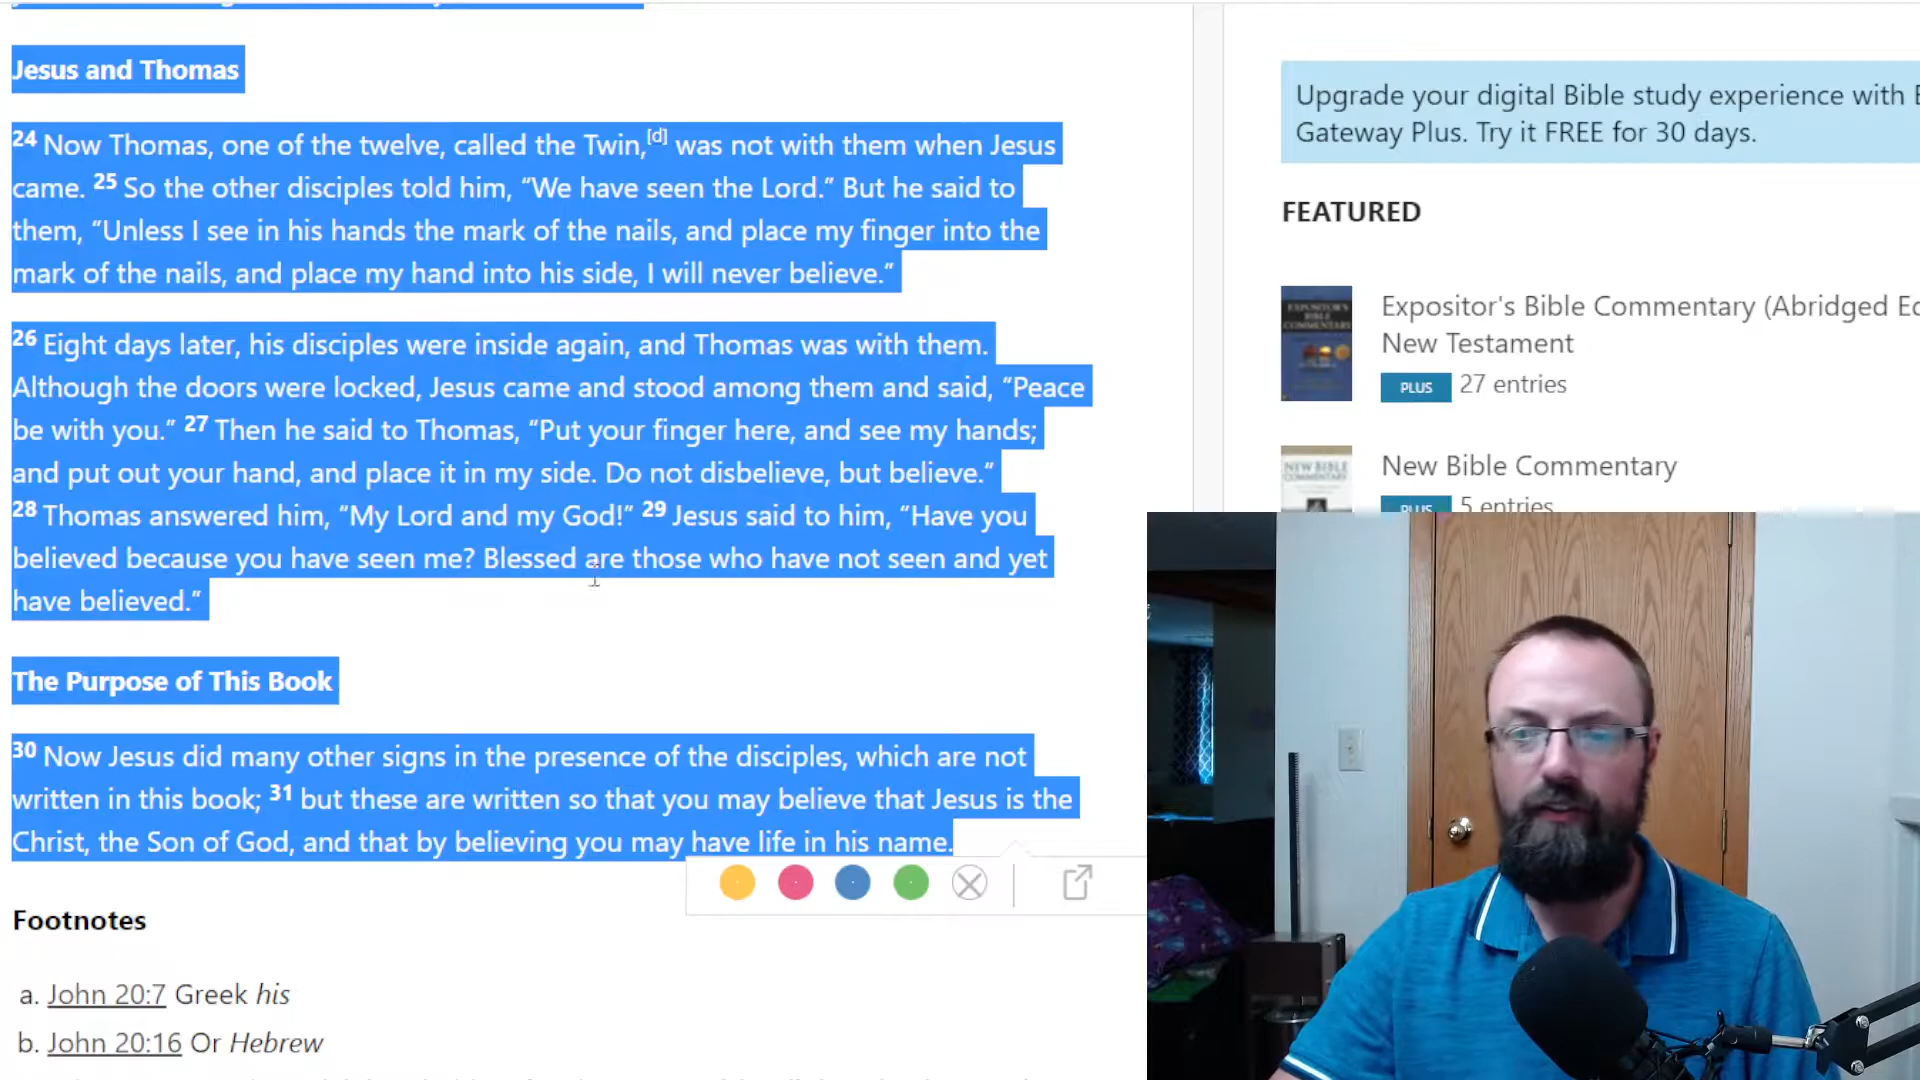 Jesus and Thomas
24 Now Thomas, one of the twelve, called the Twin,[d] was not with them when Jesus
came. 25 So the other disciples told him, “We have seen the Lord.” But he said to
them, “Unless I see in his hands the mark of the nails, and place my finger into the
mark of the nails, and place my hand into his side, I will never believe.”
26 Eight days later, his disciples were inside again, and Thomas was with them.
Although the doors were locked, Jesus came and stood among them and said, “Peace
be with you.” 27 Then he said to Thomas, “Put your finger here, and see my hands;
and put out your hand, and place it in my side. Do not disbelieve, but believe.”
28 Thomas answered him, “My Lord and my God!” 29 Jesus said to him, “Have you
believed because you have seen me? Blessed are those who have not seen and yet
have believed.”
The Purpose of This Book
30 Now Jesus did many other signs in the presence of the disciples, which are not
written in this book; 31 but these are written so that you may believe that Jesus is the
Christ, the Son of God, and that by believing you may have life in his name.
Footnotes
a. John 20:7 Greek his
b. John 20:16 Or Hebrew
Upgrade your digital Bible study experience with
Gateway Plus. Try it FREE for 30 days.
FEATURED
EXPOSITOR'S
BIBLE
COMMENTARY
Expositor's Bible Commentary (Abridged
New Testament
PLUS 27 entries
NEW BIBLE
COMMENTARY
New Bible Commentary
PLUS 5 entries